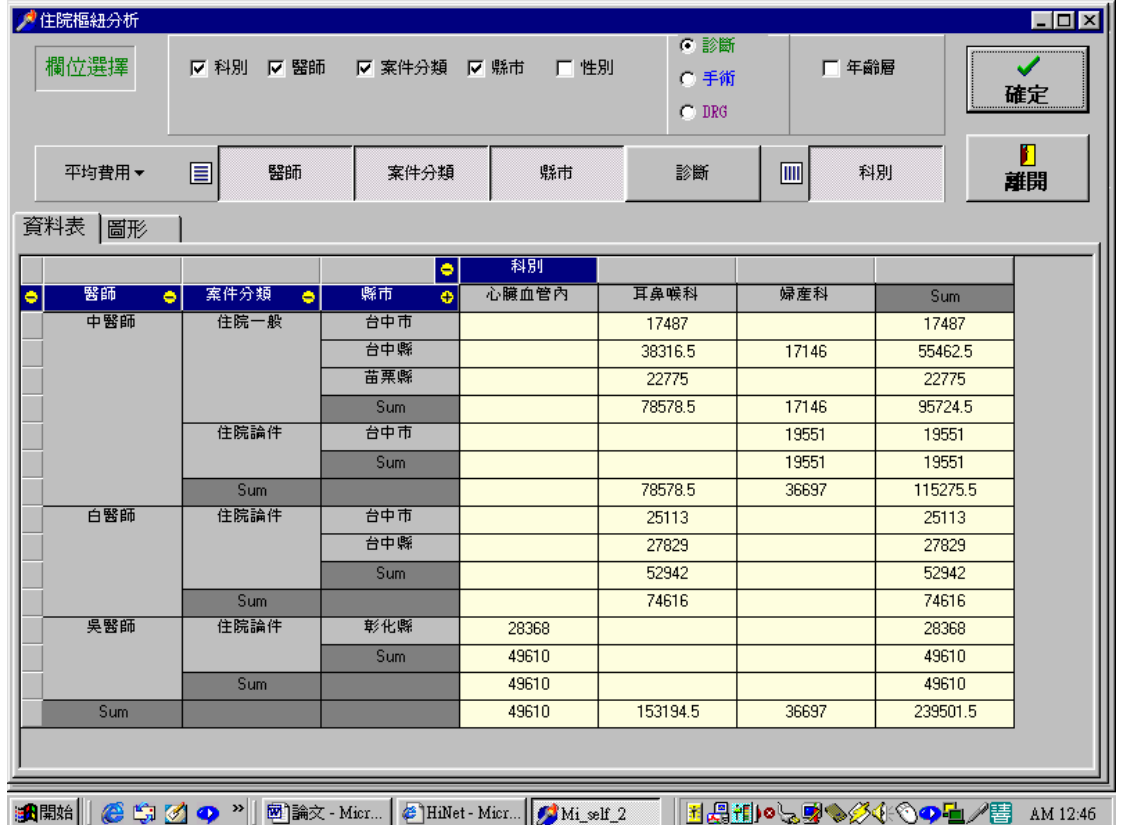 住院樞紐分析
欄位選擇
科別 醫師 案件分類 縣市 性別
診斷
手術
DRG
年齡層
確定
平均費用 醫師 案件分類 縣市 診斷 科別
離開
資料表 圖形
科別
醫師 案件分類 縣市 心臟血管內 耳鼻喉科 婦産科 Sum
中醫師 住院一般 台中市 17487 17487
台中縣 38316.5 17146 55462.5
苗栗縣 22775 22775
Sum 78578.5 17146 95724.5
住院論件 台中市 19551 19551
Sum 19551 19551
Sum 78578.5 36697 115275.5
白醫師 住院論件 台中市 25113 25113
台中縣 27829 27829
Sum 52942 52942
Sum 74616 74616
吳醫師 住院論件 彰化縣 28368 28368
Sum 49610 49610
Sum 49610 49610
Sum 49610 153194.5 36697 239501.5
開始 » 論文 - Micr... HiNet - Micr... Mi_self_2 AM 12:46